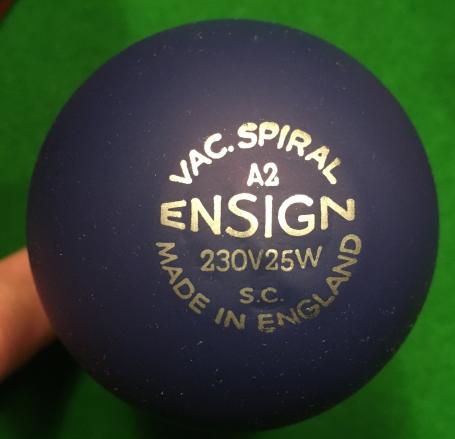 VAC. SPIRAL
A2
ENSIGN
230V25W
S.C.
MADE IN ENGLAND